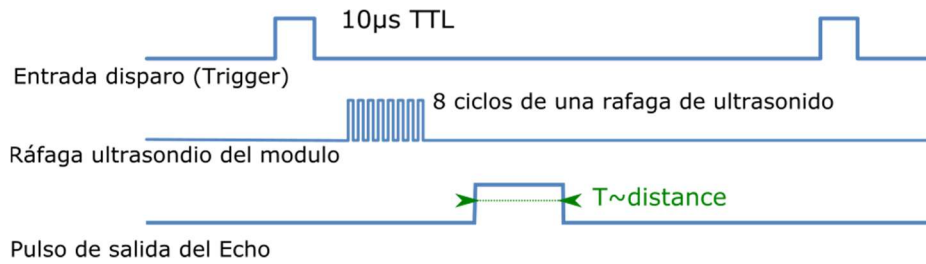 10µs TTL
Entrada disparo (Trigger)
8 ciclos de una rafaga de ultrasonido
Ráfaga ultrasondio del modulo
T~distance
Pulso de salida del Echo